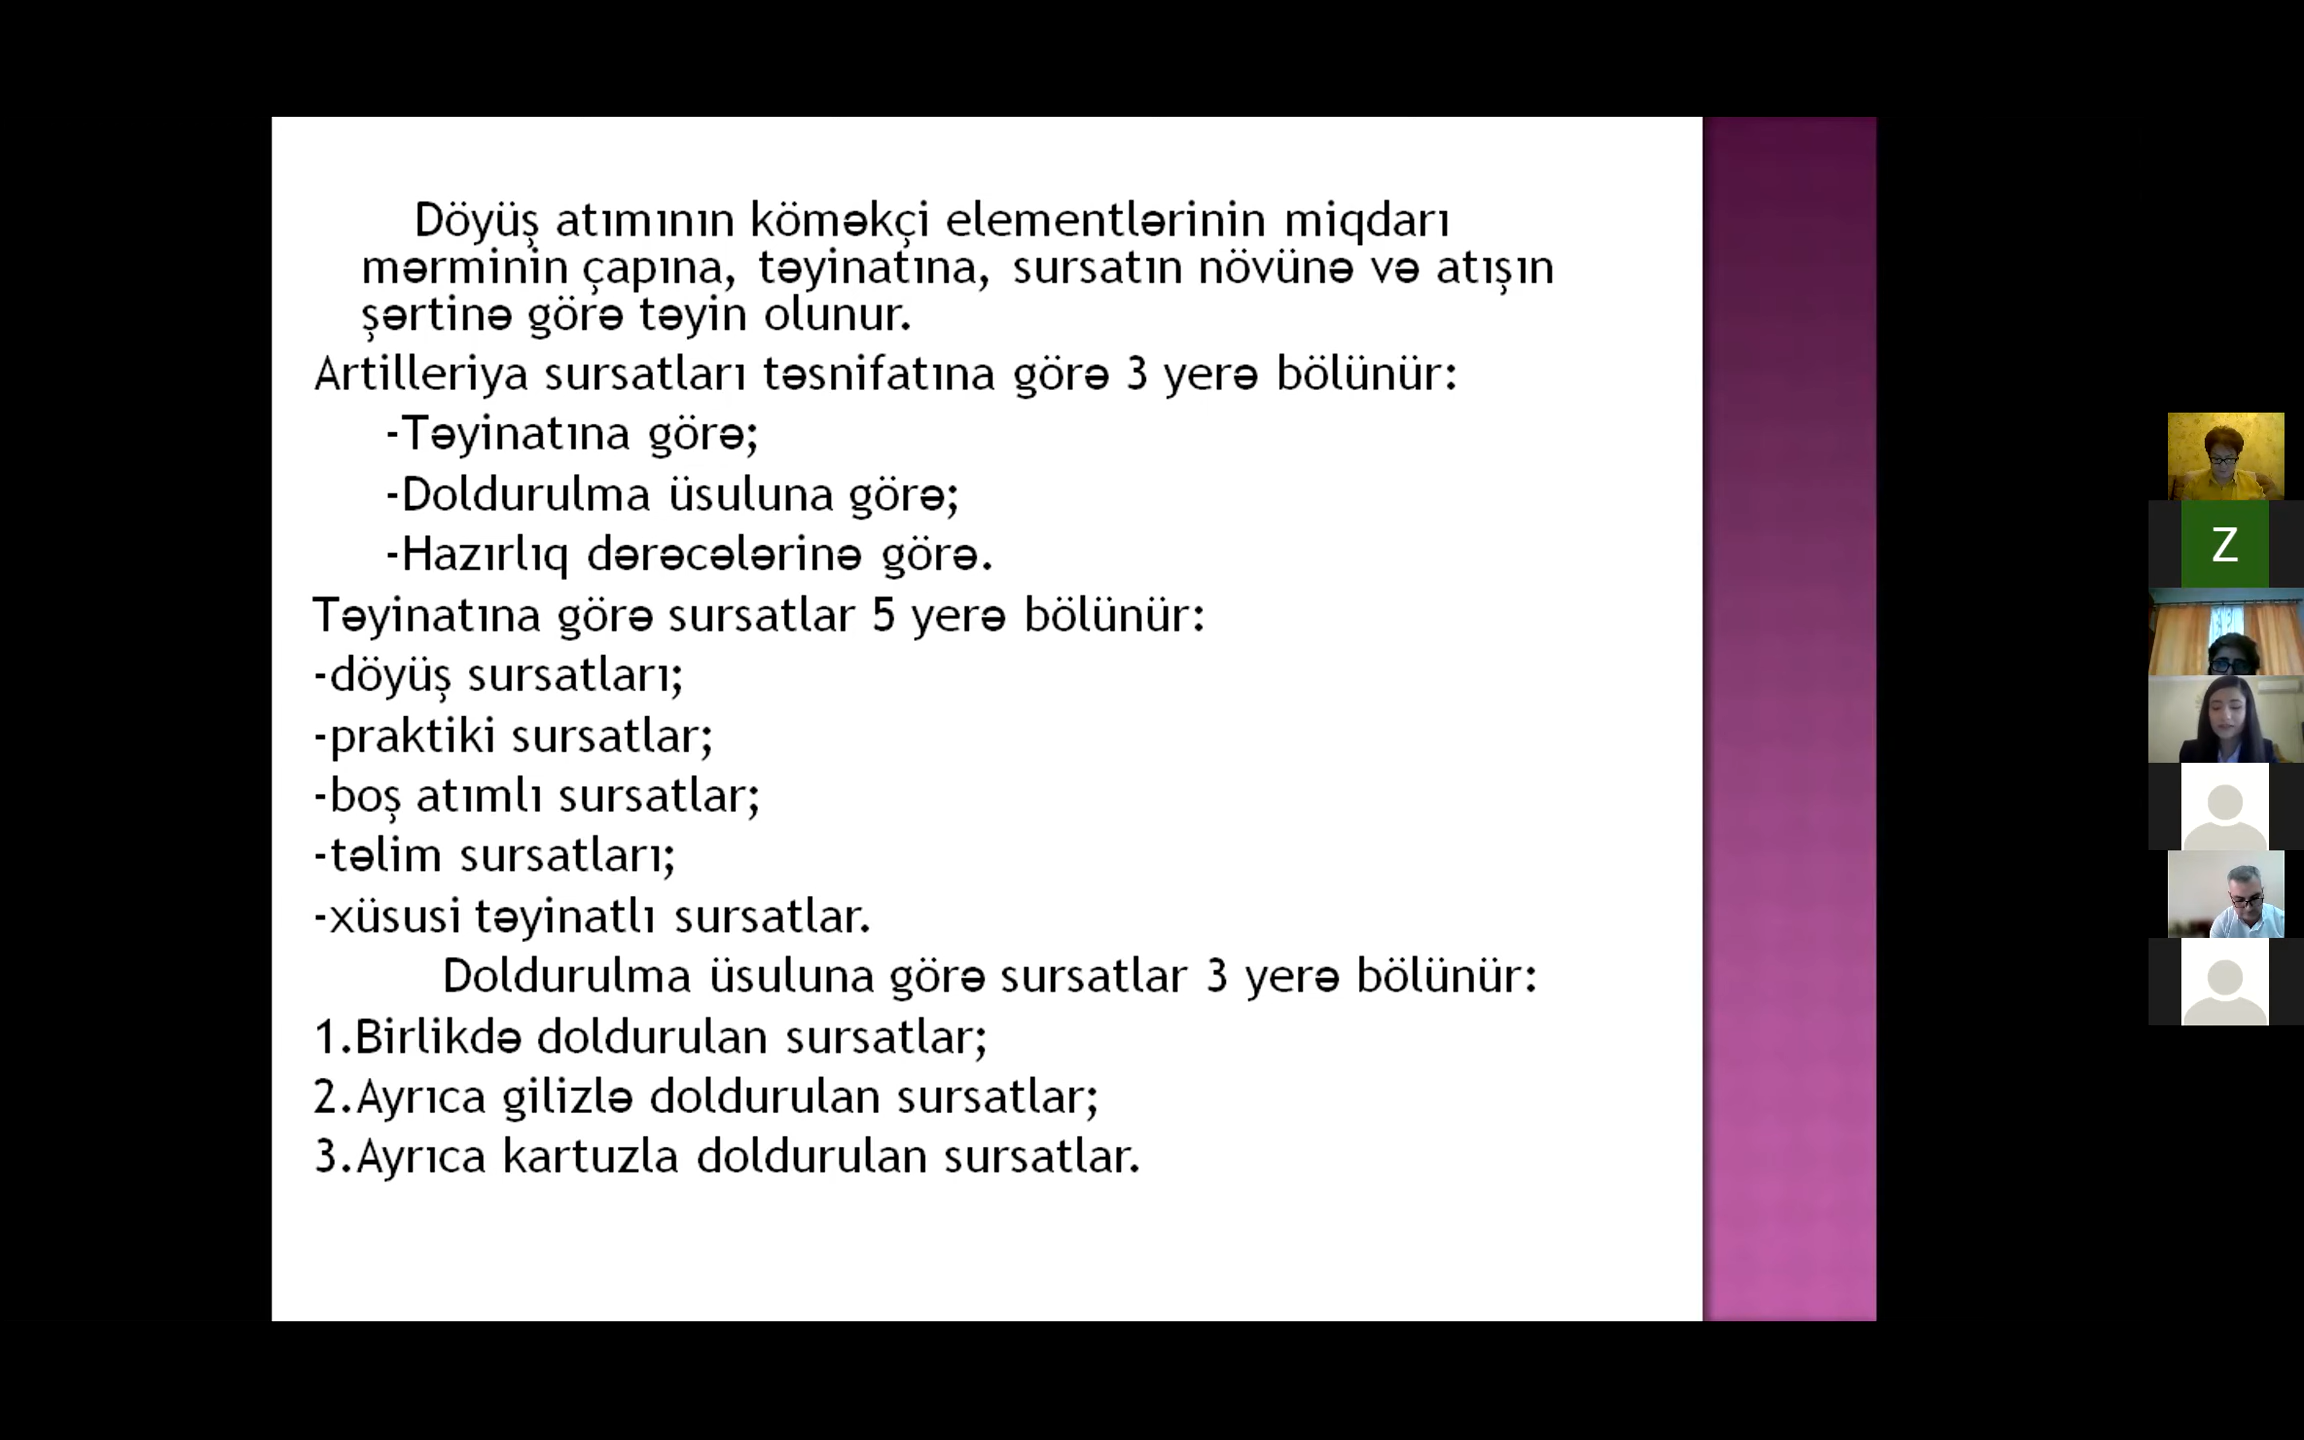 Döyüş atımının köməkçi elementlərinin miqdarı
mərminin çapına, təyinatına, sursatın növünə və atışın
şərtinə görə təyin olunur.
Artilleriya sursatları təsnifatına görə 3 yerə bölünür:
-Təyinatına görə;
-Doldurulma üsuluna görə;
-Hazırlıq dərəcələrinə görə.
Təyinatına görə sursatlar 5 yerə bölünür:
-döyüş sursatları;
-praktiki sursatlar;
-boş atımlı sursatlar;
-təlim sursatları;
-xüsusi təyinatlı sursatlar.
Doldurulma üsuluna görə sursatlar 3 yerə bölünür:
1.Birlikdə doldurulan sursatlar;
2.Ayrıca gilizlə doldurulan sursatlar;
3.Ayrıca kartuzla doldurulan sursatlar.
Z